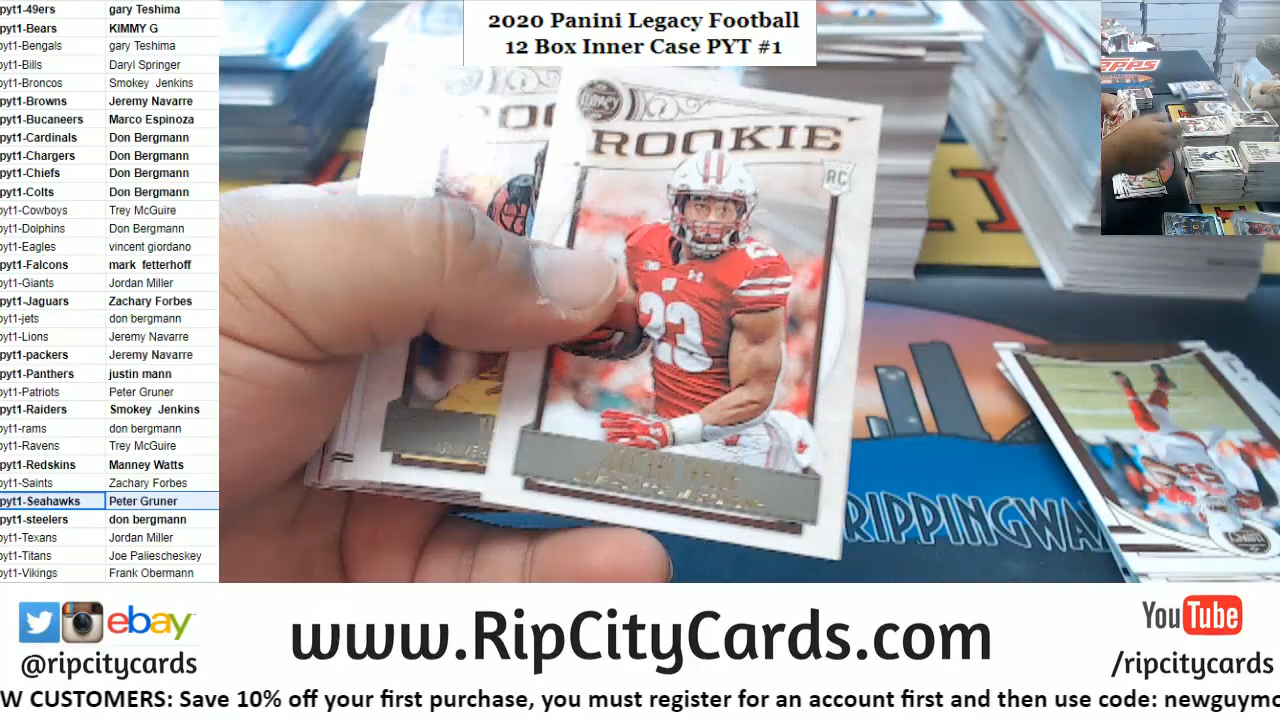 pyt1-49ers gary Teshima
pyt1-Bears KIMMY G
pyt1-Bengals gary Teshima
pyt1-Bills Daryl Springer
pyt1-Broncos Smokey Jenkins
pyt1-Browns Jeremy Navarre
pyt1-Bucaneers Marco Espinoza
pyt1-Cardinals Don Bergmann
pyt1-Chargers Don Bergmann
pyt1-Chiefs Don Bergmann
pyt1-Colts Don Bergmann
pyt1-Cowboys Trey McGuire
pyt1-Dolphins Don Bergmann
pyt1-Eagles vincent giordano
pyt1-Falcons mark fetterhoff
pyt1-Giants Jordan Miller
pyt1-Jaguars Zachary Forbes
pyt1-jets don bergmann
pyt1-Lions Jeremy Navarre
pyt1-packers Jeremy Navarre
pyt1-Panthers justin mann
pyt1-Patriots Peter Gruner
pyt1-Raiders Smokey Jenkins
pyt1-rams don bergmann
pyt1-Ravens Trey McGuire
pyt1-Redskins Manney Watts
pyt1-Saints Zachary Forbes
pyt1-Seahawks Peter Gruner
pyt1-steelers don bergmann
pyt1-Texans Jordan Miller
pyt1-Titans Joe Paliescheskey
pyt1-Vikings Frank Obermann
2020 Panini Legacy Football
12 Box Inner Case PYT #1
LEGACY
ROOKIE
RC
23
RIPPINGWA
TOPPS
ebay
@ripcitycards
www.RipCityCards.com
YouTube
/ripcitycards
W CUSTOMERS: Save 10% off your first purchase, you must register for an account first and then use code: newguymo